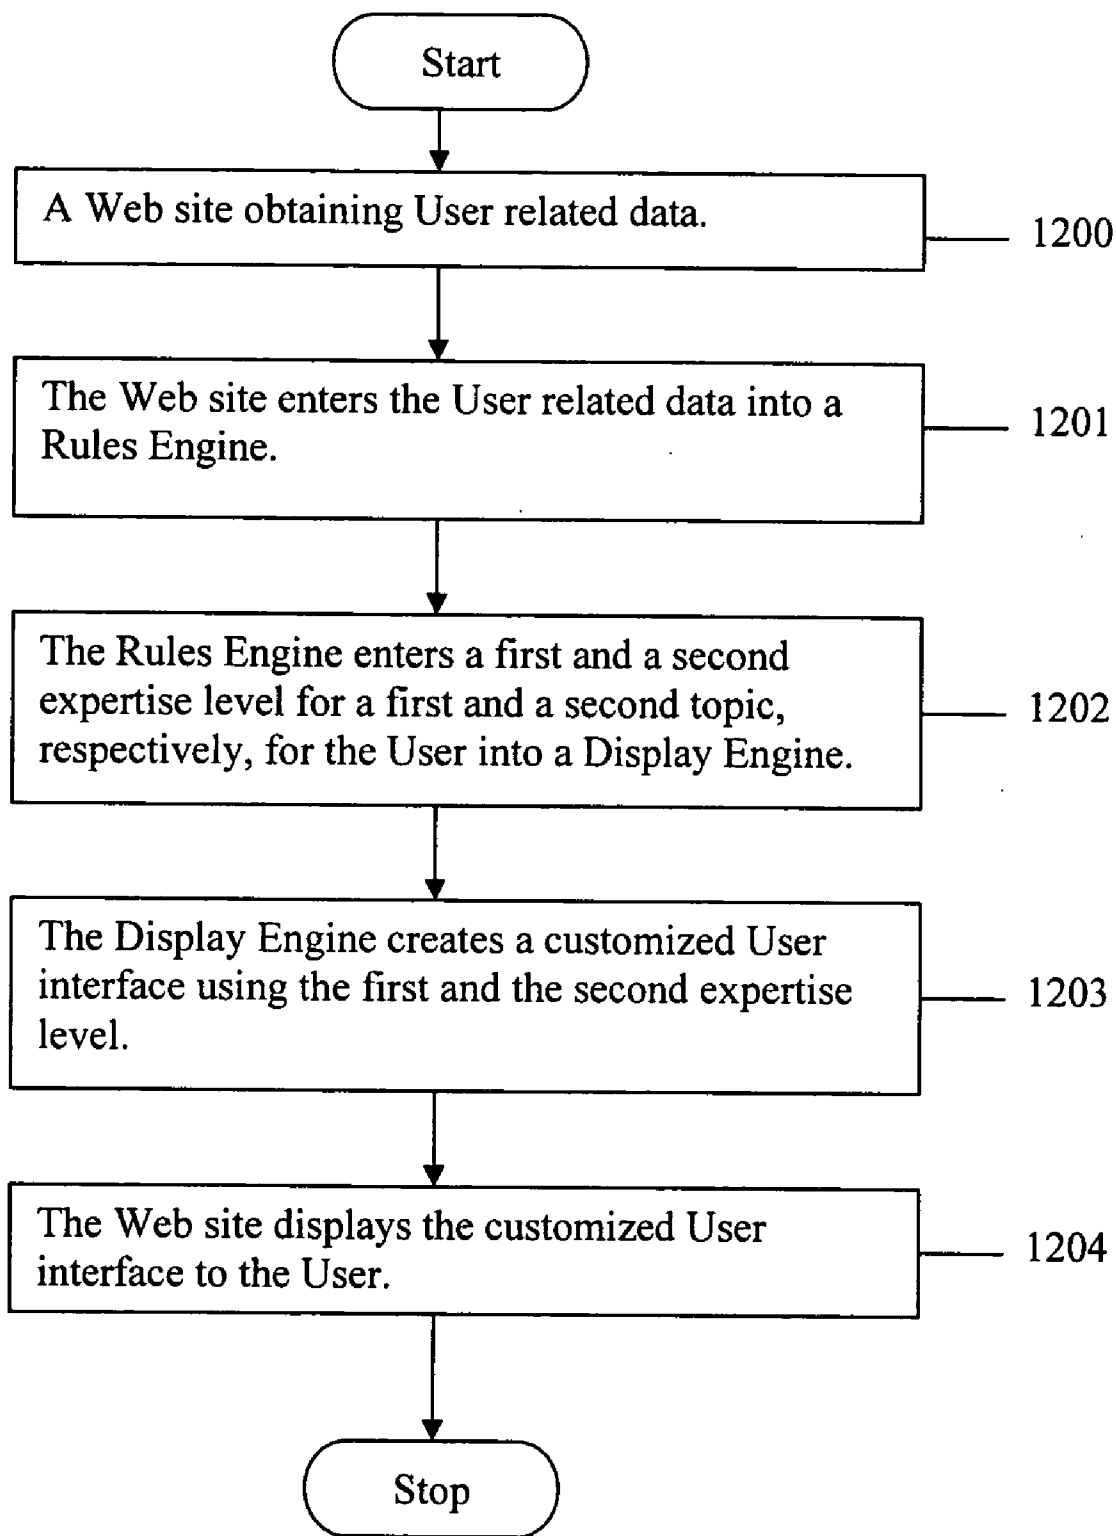 Start
A Web site obtaining User related data.
1200
The Web site enters the User related data into a
Rules Engine.
1201
The Rules Engine enters a first and a second
expertise level for a first and a second topic,
respectively, for the User into a Display Engine.
1202
The Display Engine creates a customized User
interface using the first and the second expertise
level.
1203
The Web site displays the customized User
interface to the User.
1204
Stop